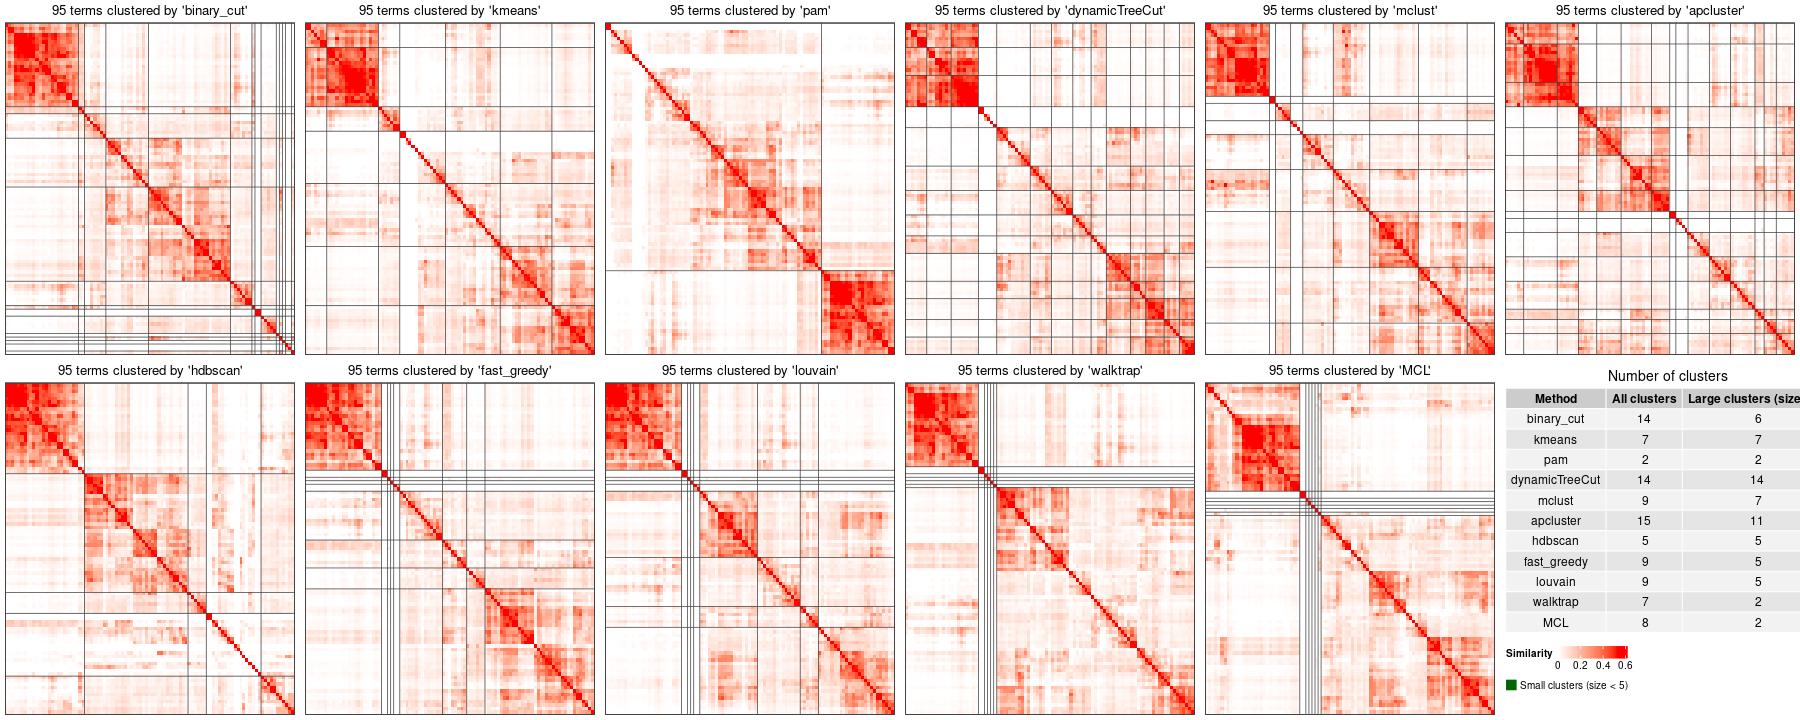 95 terms clustered by 'binary_cut'
95 terms clustered by 'kmeans'
95 terms clustered by 'pam'
95 terms clustered by 'dynamicTreeCut'
95 terms clustered by 'mclust'
95 terms clustered by 'apcluster'
95 terms clustered by 'hdbscan'
95 terms clustered by 'fast_greedy'
95 terms clustered by 'louvain'
95 terms clustered by 'walktrap'
95 terms clustered by 'MCL'
Number of clusters
Method All clusters Large clusters (size
binary_cut 14 6
kmeans 7 7
pam 2 2
dynamicTreeCut 14 14
mclust 9 7
apcluster 15 11
hdbscan 5 5
fast_greedy 9 5
louvain 9 5
walktrap 7 2
MCL 8 2
Similarity
0 0.2 0.4 0.6
Small clusters (size < 5)